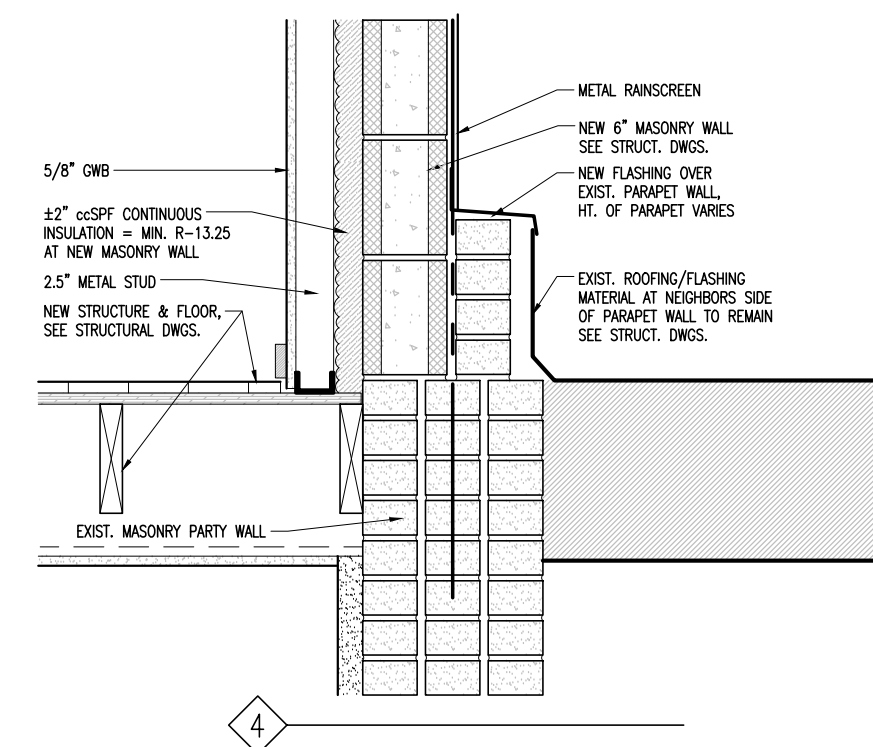 5/8" GWB
±2" ccSPF CONTINUOUS
INSULATION = MIN. R-13.25
AT NEW MASONRY WALL
2.5" METAL STUD
NEW STRUCTURE & FLOOR,
SEE STRUCTURAL DWGS.
EXIST. MASONRY PARTY WALL
METAL RAINSCREEN
NEW 6" MASONRY WALL
SEE STRUCT. DWGS.
NEW FLASHING OVER
EXIST. PARAPET WALL,
HT. OF PARAPET VARIES
EXIST. ROOFING/FLASHING
MATERIAL AT NEIGHBORS SIDE
OF PARAPET WALL TO REMAIN
SEE STRUCT. DWGS.
4